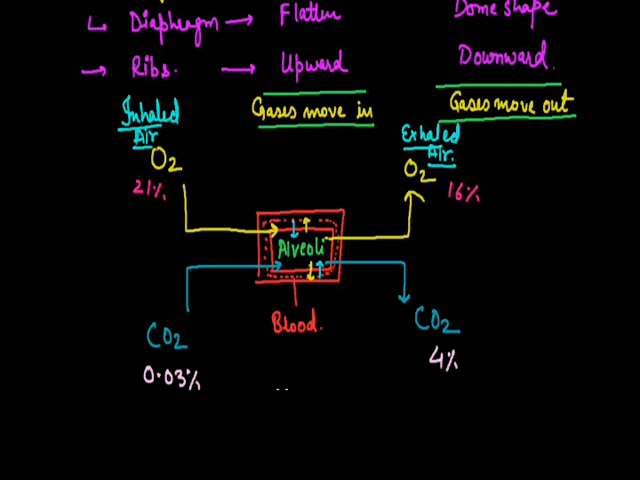 ↳ Diaphragm → Flatten Dome shape
→ Ribs. → Upward Downward.
Gases move in Gases move out
Inhaled Air Exhaled Air.
O2 O2
21% 16%
Alveoli
Blood.
CO2 CO2
0.03% 4%